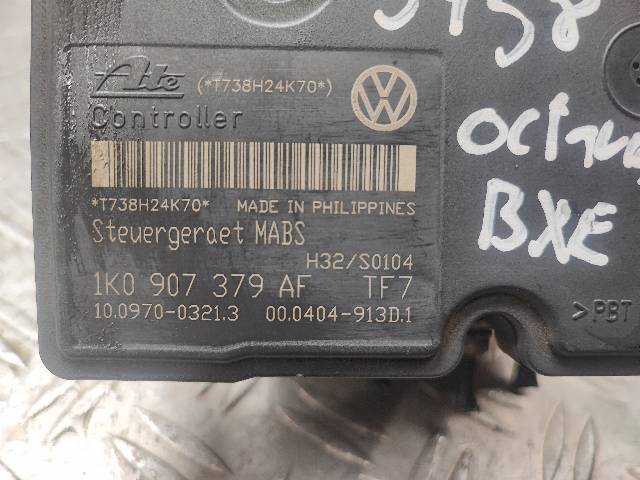 Ate (*T738H24K70*)
Controller
*T738H24K70* MADE IN PHILIPPINES
Steuergeraet MABS
H32/S0104
1K0 907 379 AF TF7
10.0970-0321.3 00.0404-913D.1
BXE
>PBT